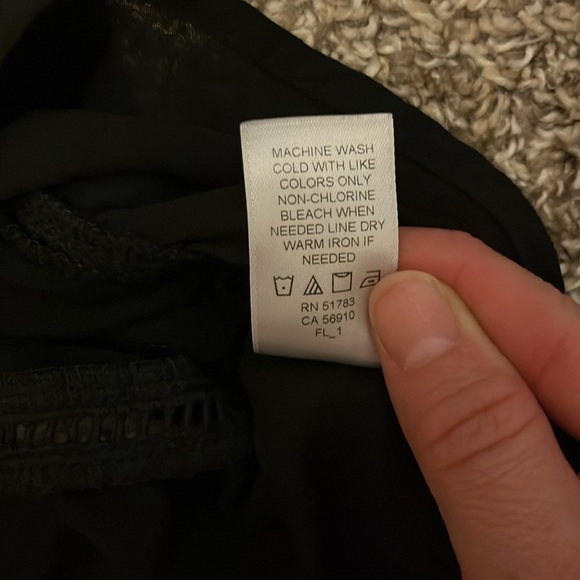 MACHINE WASH
COLD WITH LIKE
COLORS ONLY
NON-CHLORINE
BLEACH WHEN
NEEDED LINE DRY
WARM IRON IF
NEEDED
RN 51783
CA 56910
FL_1